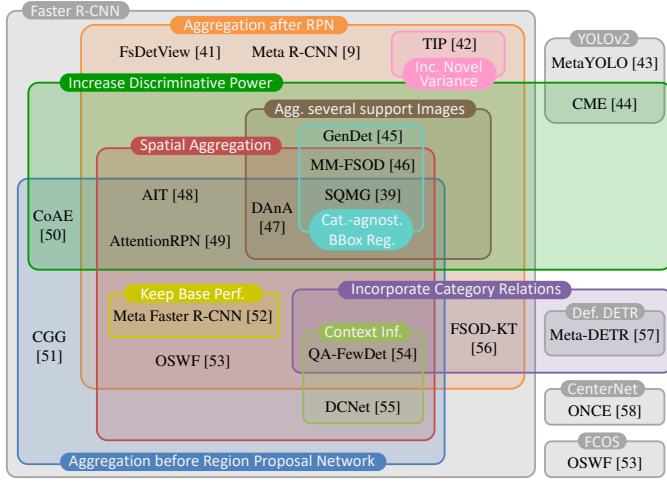 Faster R-CNN
Aggregation after RPN
FsDetView [41]
Meta R-CNN [9]
TIP [42]
Inc. Novel
Variance
YOLOv2
MetaYOLO [43]
CME [44]
Increase Discriminative Power
Agg. several support Images
GenDet [45]
MM-FSOD [46]
SQMG [39]
Cat.-agnost.
BBox Reg.
Spatial Aggregation
AIT [48]
DAnA
[47]
CoAE
[50]
AttentionRPN [49]
Keep Base Perf.
Meta Faster R-CNN [52]
Incorporate Category Relations
Def. DETR
Meta-DETR [57]
Context Inf.
QA-FewDet [54]
FSOD-KT
[56]
CGG
[51]
OSWF [53]
DCNet [55]
CenterNet
ONCE [58]
FCOS
OSWF [53]
Aggregation before Region Proposal Network